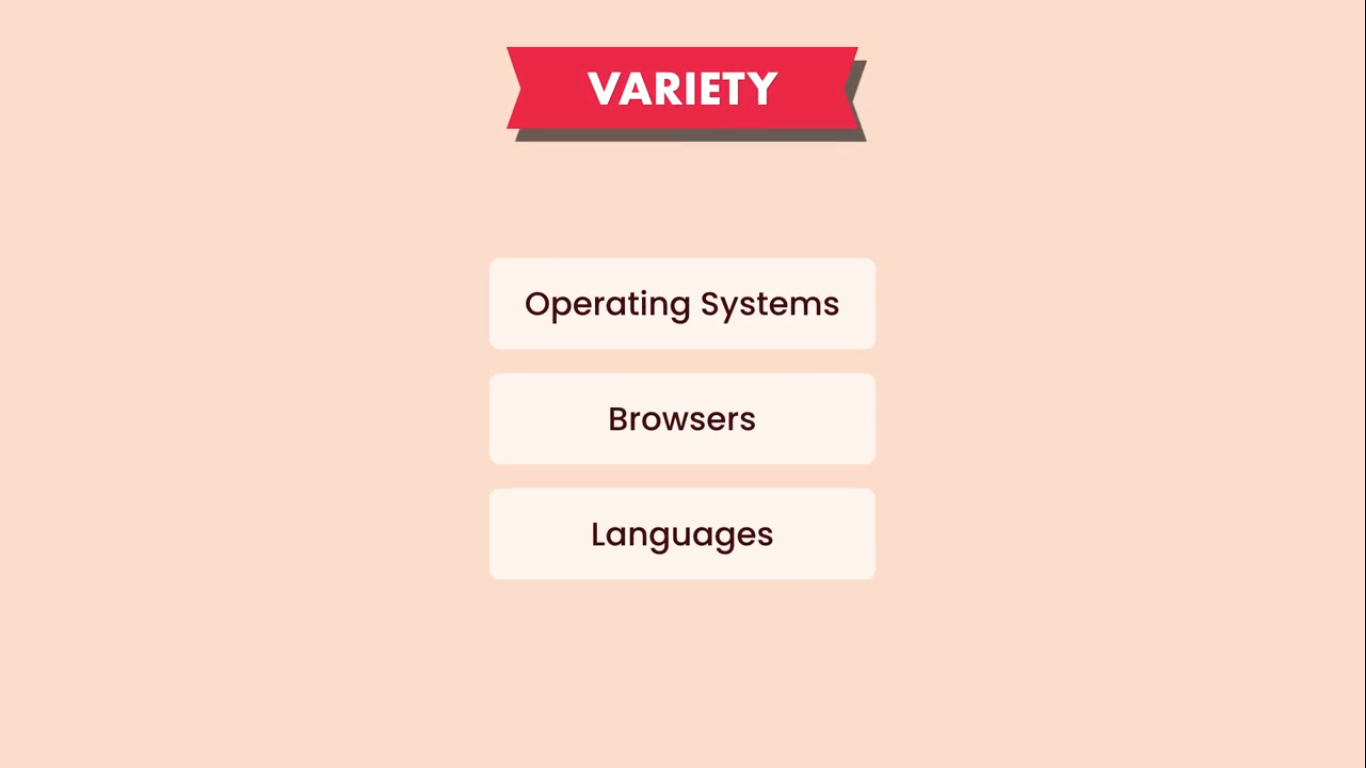 VARIETY
Operating Systems
Browsers
Languages